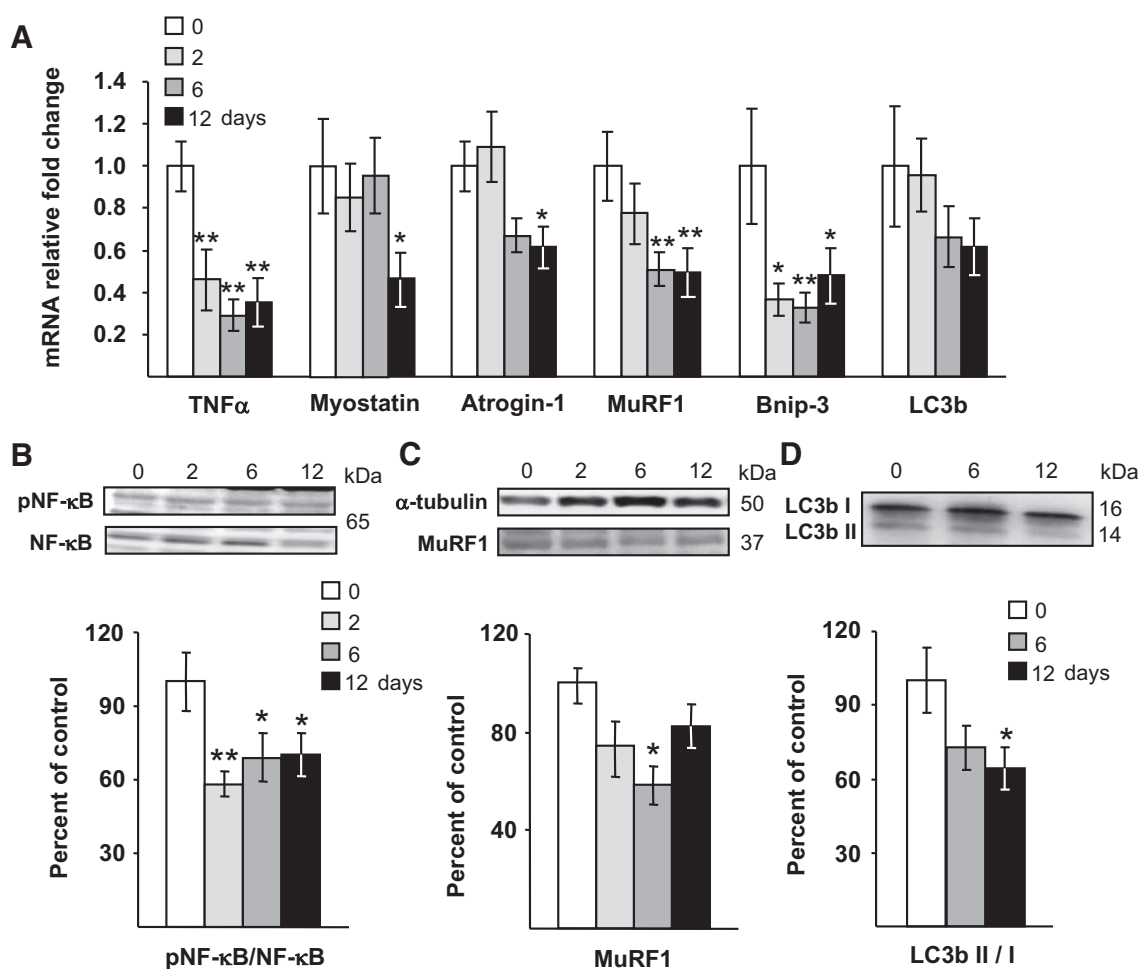 A
0
2
6
12 days
mRNA relative fold change
1.4
1.2
1.0
0.8
0.6
0.4
0.2
** ** **
*
*
** **
* ** *
TNFα Myostatin Atrogin-1 MuRF1 Bnip-3 LC3b
B
0 2 6 12 kDa
pNF-κB
65
NF-κB
0
2
6
12 days
Percent of control
120
90
60
30
** * *
pNF-κB/NF-κB
C
0 2 6 12 kDa
α-tubulin 50
MuRF1 37
Percent of control
120
80
40
*
MuRF1
D
0 6 12 kDa
LC3b I 16
LC3b II 14
0
6
12 days
Percent of control
120
90
60
30
*
LC3b II / I